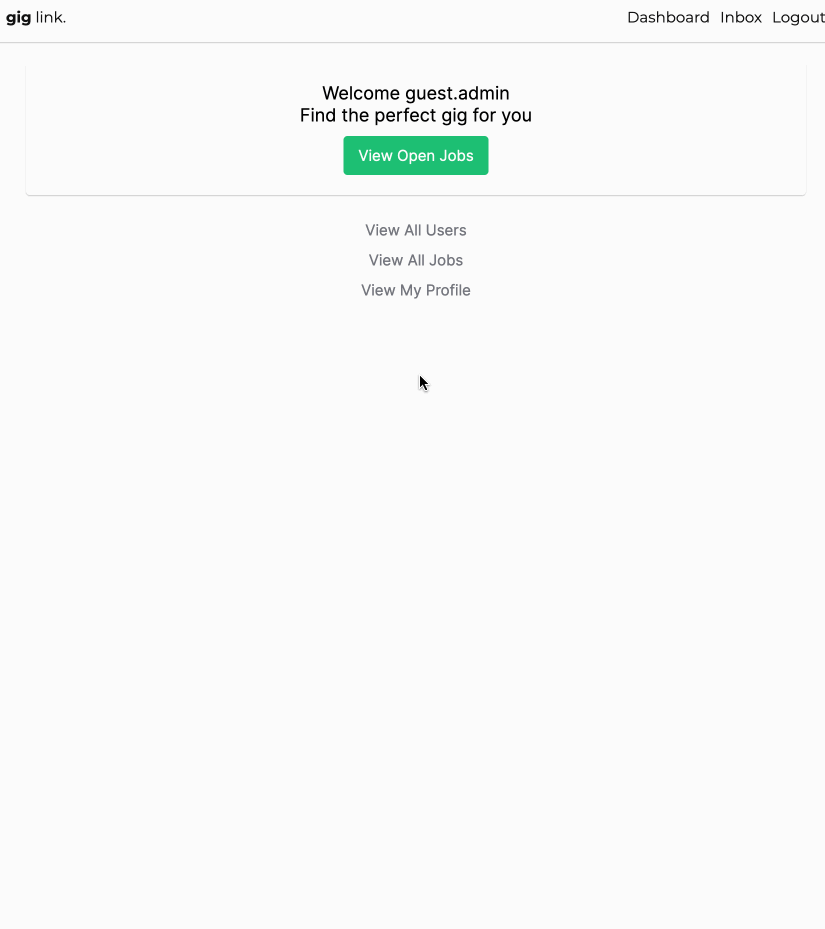 gig link.
Dashboard Inbox Logout
Welcome guest.admin
Find the perfect gig for you
View Open Jobs
View All Users
View All Jobs
View My Profile